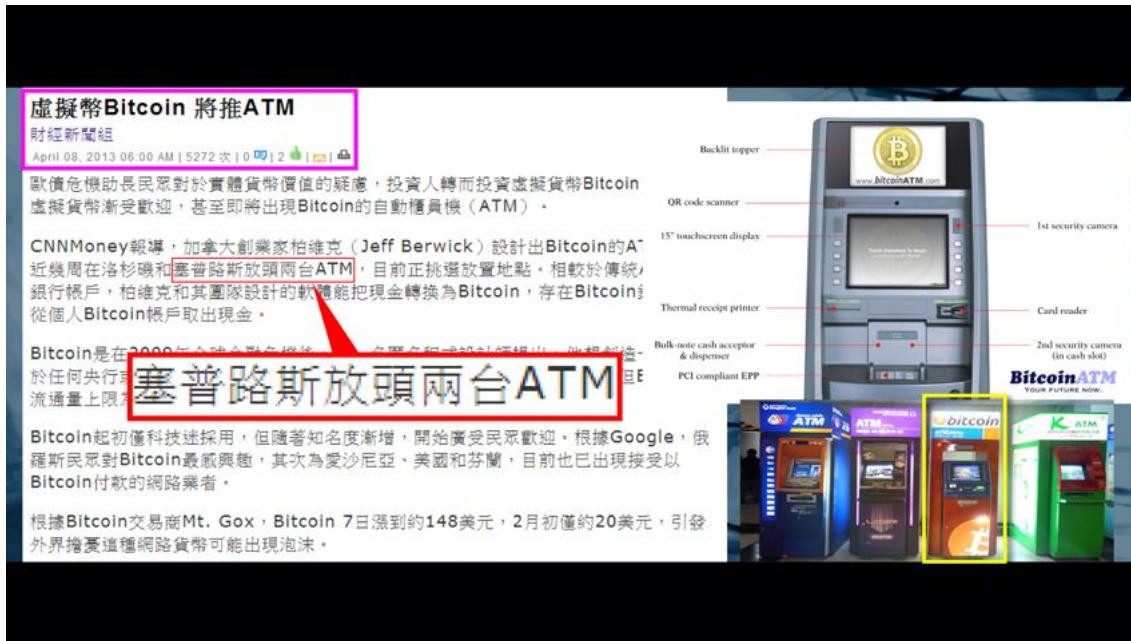 虛擬幣Bitcoin 將推ATM
財經新聞組
April 08, 2013 06:00 AM | 5272 次 | 0 | 2 | |
歐債危機助長民眾對於實體貨幣價值的疑慮，投資人轉而投資虛擬貨幣Bitcoin
虛擬貨幣漸受歡迎，甚至即將出現Bitcoin的自動櫃員機（ATM）。
CNNMoney報導，加拿大創業家柏維克（Jeff Berwick）設計出Bitcoin的AT
近幾周在洛杉磯和塞普路斯放頭兩台ATM，目前正挑選放置地點。相較於傳統
銀行帳戶，柏維克和其團隊設計的軟體能把現金轉換為Bitcoin，存在Bitcoin
從個人Bitcoin帳戶取出現金。
Bitcoin是在2009年全球金融危機後
於任何央行
塞普路斯放頭兩台ATM
流通量上限
Bitcoin起初僅科技迷採用，但隨著知名度漸增，開始廣受民眾歡迎。根據Google，俄
羅斯民眾對Bitcoin最感興趣，其次為愛沙尼亞、美國和芬蘭，目前也已出現接受以
Bitcoin付款的網路業者。
根據Bitcoin交易商Mt. Gox，Bitcoin 7日漲到約148美元，2月初僅約20美元，引發
外界擔憂這種網路貨幣可能出現泡沫。
Backlit topper
www.bitcoinATM.com
QR code scanner
15" touchscreen display
1st security camera
Thermal receipt printer
Card reader
Bulk-note cash acceptor
& dispenser
2nd security camera
(in cash slot)
PCI compliant EPP
BitcoinATM
YOUR FUTURE NOW.
ATM
ATM
bitcoin
K ATM